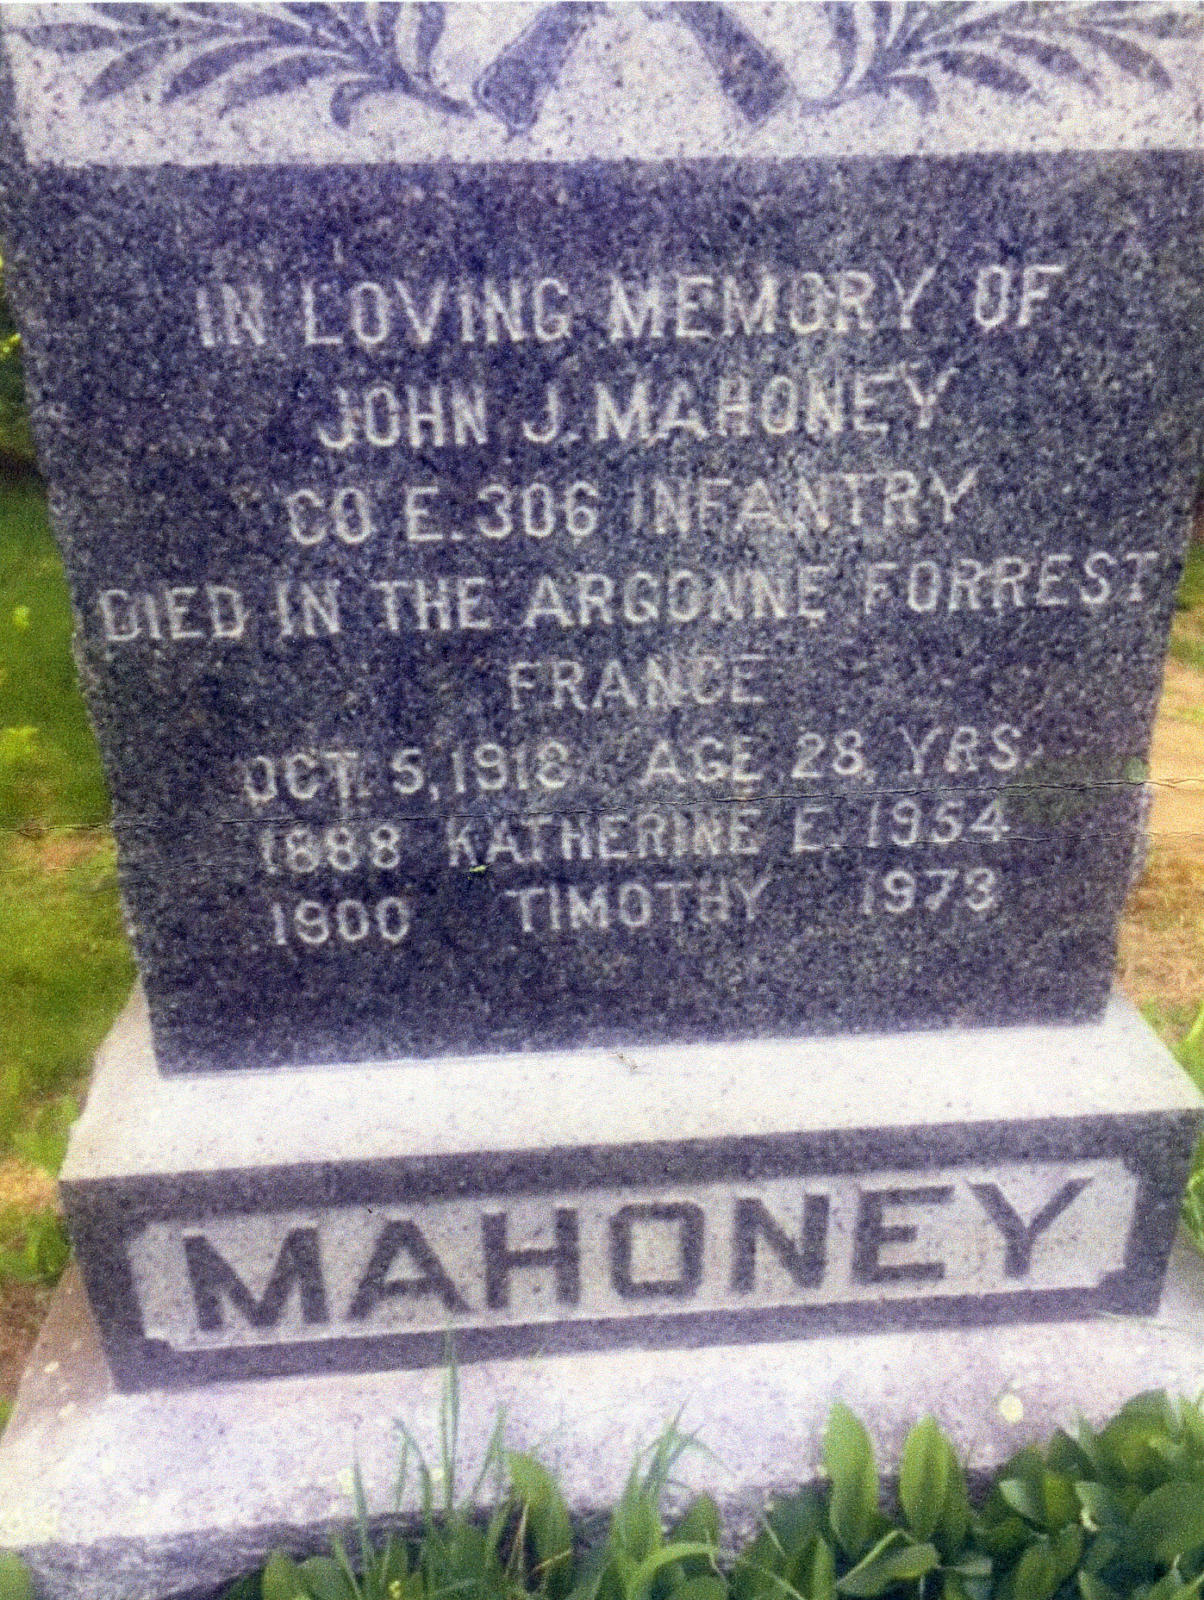 IN LOVING MEMORY OF
JOHN J. MAHONEY
CO E. 306 INFANTRY
DIED IN THE ARGONNE FORREST
FRANCE
OCT. 5, 1918 AGE 28 YRS.
1888 KATHERINE E. 1954
1900 TIMOTHY 1973
MAHONEY